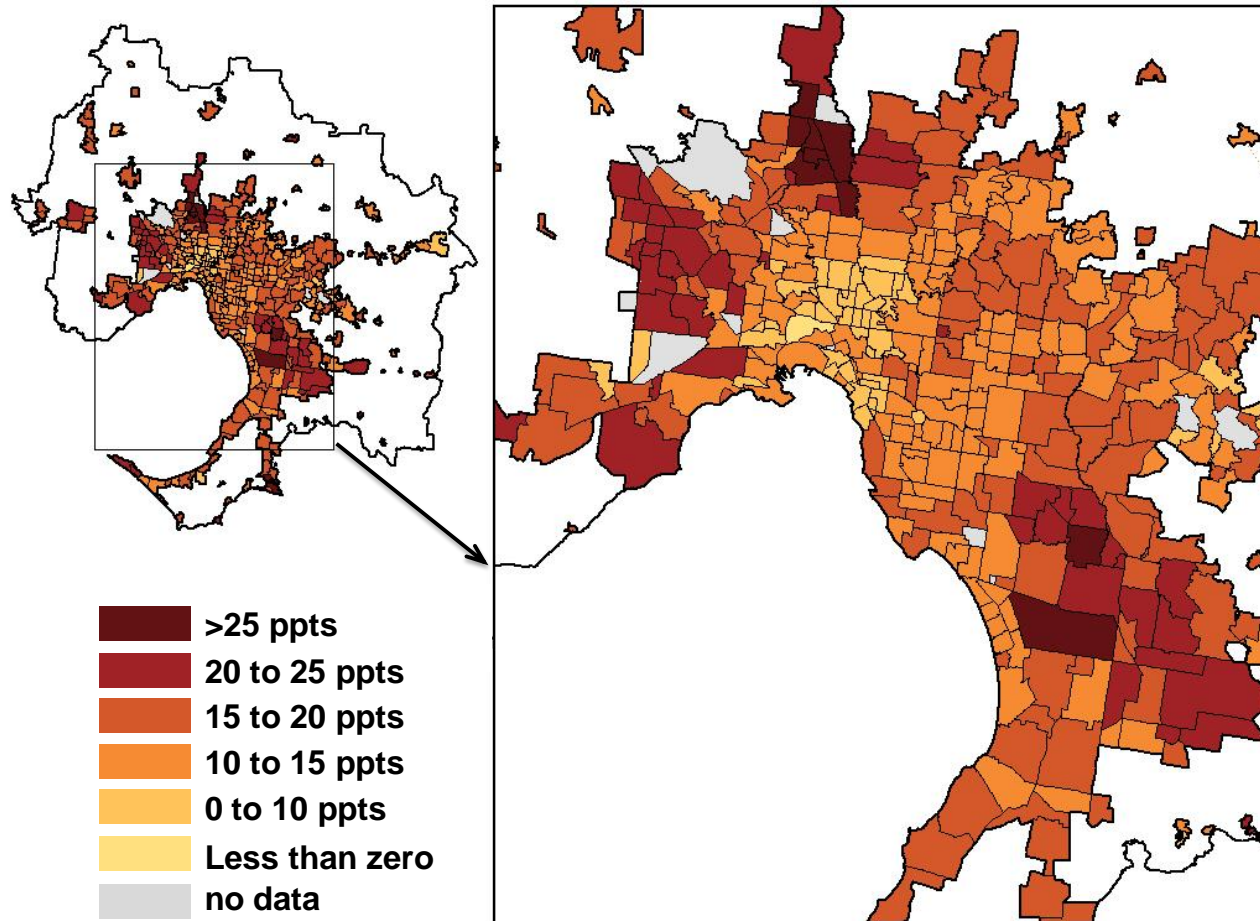 >25 ppts
20 to 25 ppts
15 to 20 ppts
10 to 15 ppts
0 to 10 ppts
Less than zero
no data